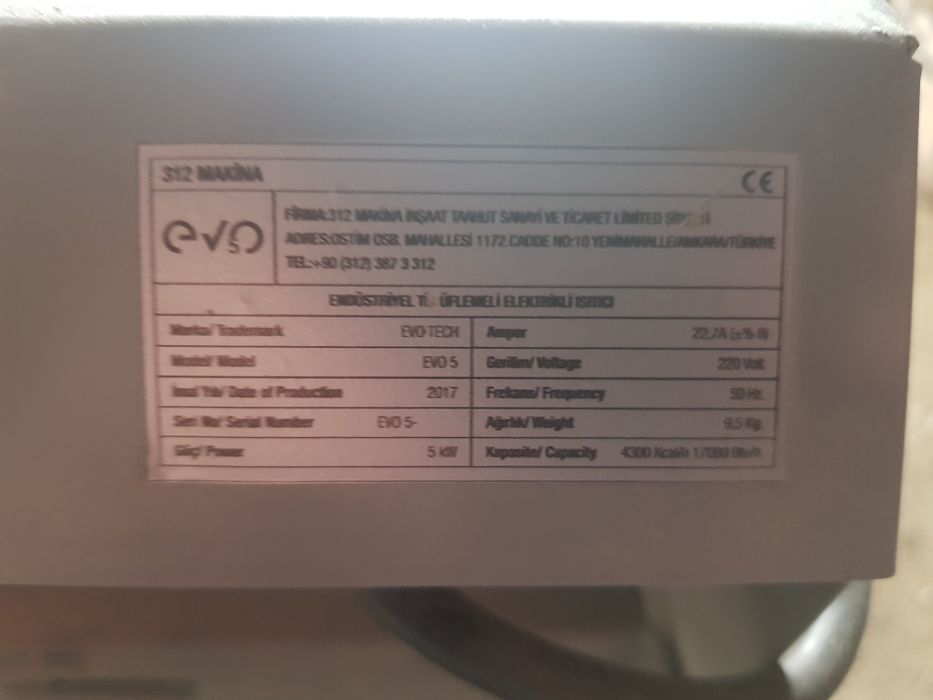 312 MAKİNA
CE
evo
5
FİRMA:312 MAKİNA İNŞAAT TAAHUT SANAYİ VE TİCARET LİMİTED
ADRES:OSTİM OSB. MAHALLESİ 1172.CADDE NO:10 YENİMAHALLE/ANKARA/TÜRKİYE
TEL:+90 (312) 387 3 312
ENDÜSTRİYEL ÜFLEMELİ ELEKTRİKLİ ISITICI
Marka/ Trademark EVO TECH
Model/ Model EVO 5
İmal Yılı/ Date of Production 2017
Seri No/ Serial Number EVO 5-
Güç/ Power 5 kW
Amper 22,7A (±% 8)
Gerilim/ Voltage 220 Volt.
Frekans/ Frequency 50 Hz.
Ağırlık/ Weight 9,5 Kg.
Kapasite/ Capacity 4300 Kcal/h 17060 Btu/h